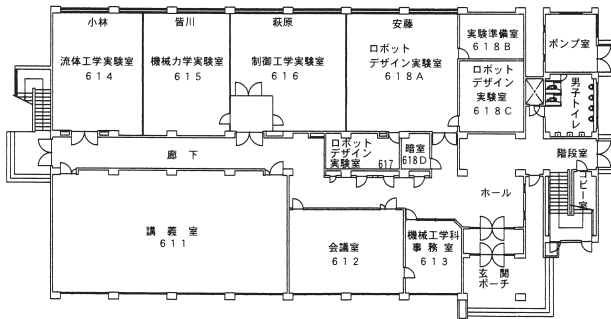 小林
流体工学実験室
614
皆川
機械力学実験室
615
萩原
制御工学実験室
616
安藤
ロボット
デザイン実験室
618A
実験準備室
618B
ロボット
デザイン
実験室
618C
ポンプ室
男子トイレ
廊下
ロボット
デザイン
実験室
617
暗室
618D
階段室
コピー室
ホール
講義室
611
会議室
612
機械工学科
事務室
613
玄関
ポーチ